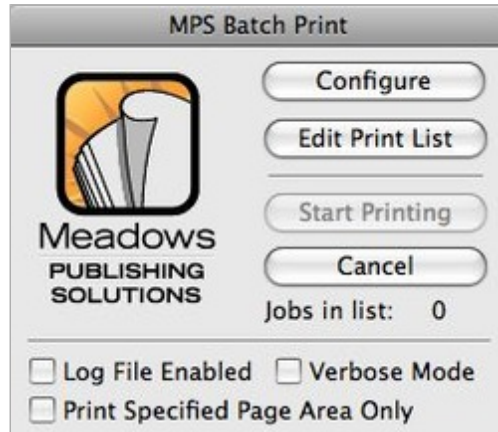 MPS Batch Print
Configure
Edit Print List
Start Printing
Cancel
Jobs in list: 0
Meadows
PUBLISHING
SOLUTIONS
Log File Enabled
Verbose Mode
Print Specified Page Area Only